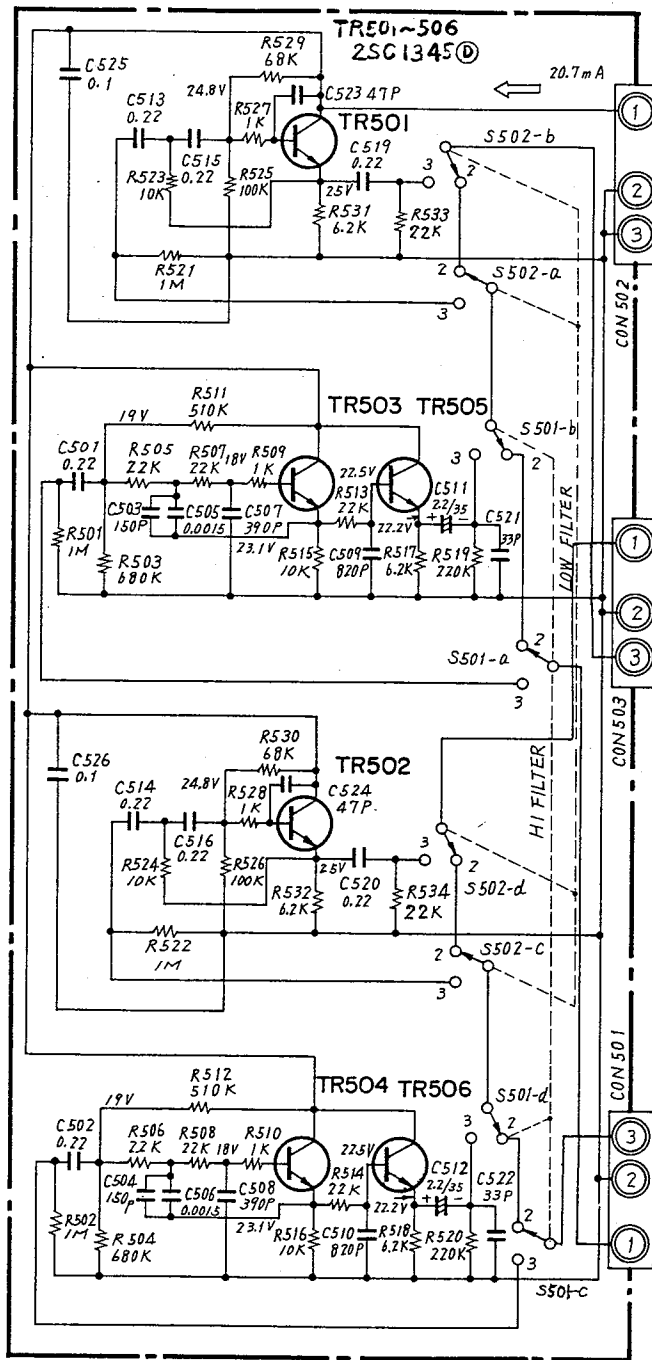 TRE01~506
2SC1345Ⓓ
R529
68K
C525
0.1
20.7mA
24.8V
C523 47P
C513
0.22
R527
1K
TR501
1
S502-b
C519
0.22
3
2
R523
10K
C515
0.22
R525
100K
25V
2
R531
6.2K
R533
22K
3
R521
1M
2
S502-a
3
CON502
R511
510K
TR503
TR505
19V
S501-b
C501
0.22
R505
22K
R507
22K
18V
R509
1K
3
2
22.5V
C511
2.2/35
R513
22K
C503
150P
C505
0.0015
C507
390P
22.2V
+
-
C521
33P
LOW FILTER
1
R501
1M
23.1V
R503
680K
R515
10K
C509
820P
R517
6.2K
R519
220K
2
2
S501-a
3
3
CON503
R530
68K
C526
0.1
TR502
24.8V
C514
0.22
R528
1K
C524
47P
HI FILTER
C516
0.22
3
2
R524
10K
R526
100K
25V
C520
0.22
S502-d
R532
6.2K
R534
22K
R522
1M
2
S502-C
3
CON501
R512
510K
TR504
TR506
19V
S501-d
C502
0.22
R506
22K
R508
22K
18V
R510
1K
3
2
3
22.5V
C512
2.2/35
2
R514
22K
C504
150P
C506
0.0015
C508
390P
22.2V
+
-
C522
33P
R502
1M
23.1V
R504
680K
R516
10K
C510
820P
R518
6.2K
R520
220K
2
1
3
S501-C